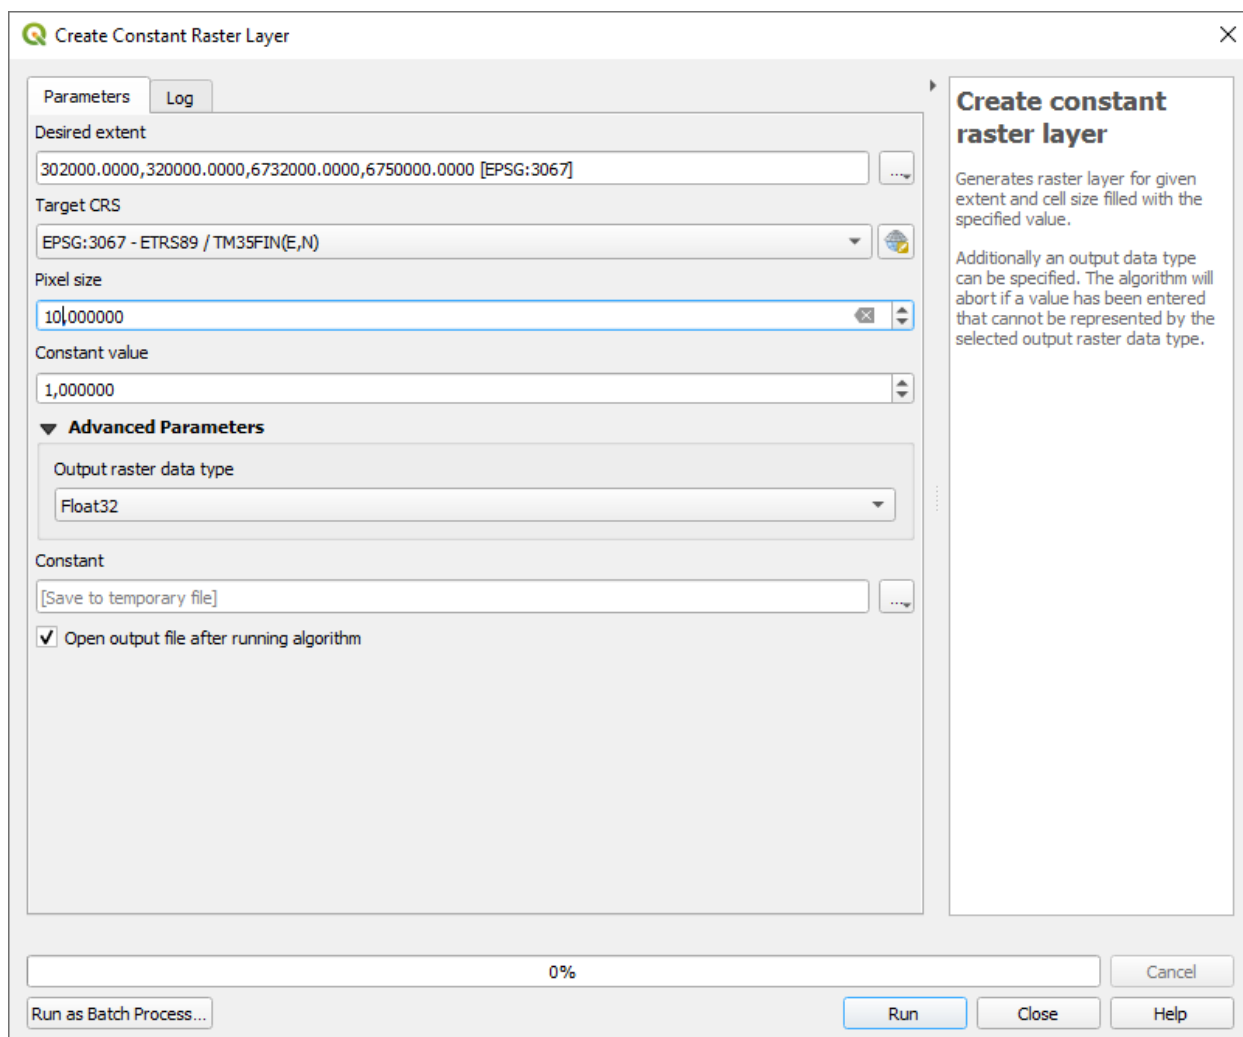 Create Constant Raster Layer
Parameters
Log
Desired extent
302000.0000,320000.0000,6732000.0000,6750000.0000 [EPSG:3067]
...
Target CRS
EPSG:3067 - ETRS89 / TM35FIN(E,N)
Pixel size
10,000000
Constant value
1,000000
Advanced Parameters
Output raster data type
Float32
Constant
[Save to temporary file]
...
Open output file after running algorithm
Create constant
raster layer
Generates raster layer for given
extent and cell size filled with the
specified value.
Additionally an output data type
can be specified. The algorithm will
abort if a value has been entered
that cannot be represented by the
selected output raster data type.
0%
Cancel
Run as Batch Process...
Run
Close
Help